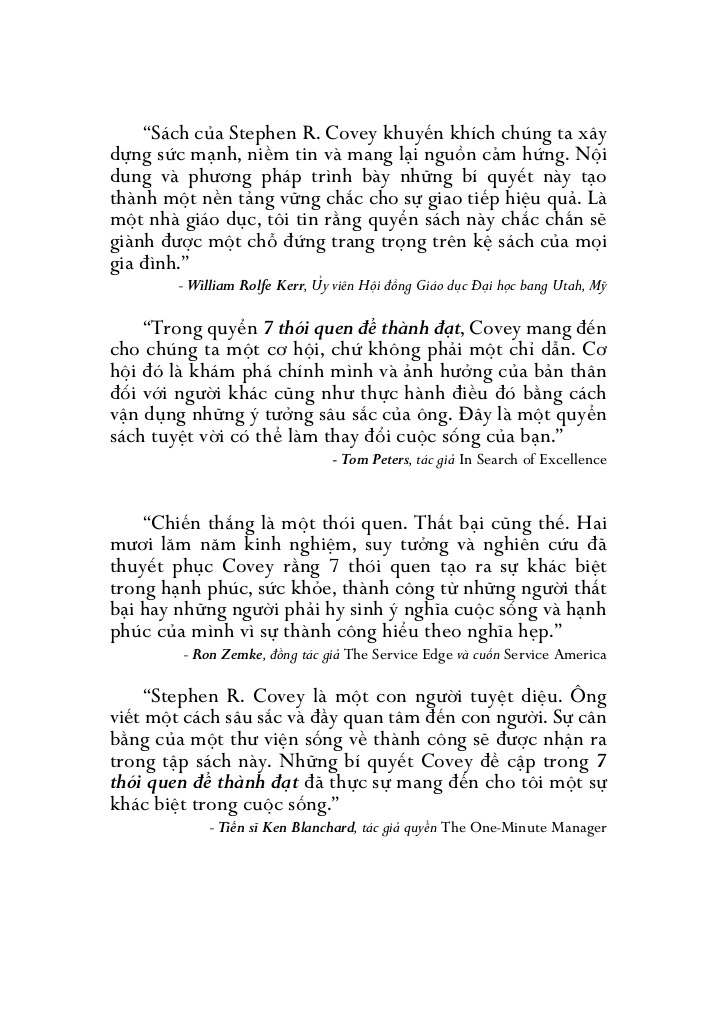 “Sách của Stephen R. Covey khuyến khích chúng ta xây
dựng sức mạnh, niềm tin và mang lại nguồn cảm hứng. Nội
dung và phương pháp trình bày những bí quyết này tạo
thành một nền tảng vững chắc cho sự giao tiếp hiệu quả. Là
một nhà giáo dục, tôi tin rằng quyển sách này chắc chắn sẽ
giành được một chỗ đứng trang trọng trên kệ sách của mọi
gia đình.”
- William Rolfe Kerr, Ủy viên Hội đồng Giáo dục Đại học bang Utah, Mỹ
“Trong quyển 7 thói quen để thành đạt, Covey mang đến
cho chúng ta một cơ hội, chứ không phải một chỉ dẫn. Cơ
hội đó là khám phá chính mình và ảnh hưởng của bản thân
đối với người khác cũng như thực hành điều đó bằng cách
vận dụng những ý tưởng sâu sắc của ông. Đây là một quyển
sách tuyệt vời có thể làm thay đổi cuộc sống của bạn.”
- Tom Peters, tác giả In Search of Excellence
“Chiến thắng là một thói quen. Thất bại cũng thế. Hai
mươi lăm năm kinh nghiệm, suy tưởng và nghiên cứu đã
thuyết phục Covey rằng 7 thói quen tạo ra sự khác biệt
trong hạnh phúc, sức khỏe, thành công từ những người thất
bại hay những người phải hy sinh ý nghĩa cuộc sống và hạnh
phúc của mình vì sự thành công hiểu theo nghĩa hẹp.”
- Ron Zemke, đồng tác giả The Service Edge và cuốn Service America
“Stephen R. Covey là một con người tuyệt diệu. Ông
viết một cách sâu sắc và đầy quan tâm đến con người. Sự cân
bằng của một thư viện sống về thành công sẽ được nhận ra
trong tập sách này. Những bí quyết Covey đề cập trong 7
thói quen để thành đạt đã thực sự mang đến cho tôi một sự
khác biệt trong cuộc sống.”
- Tiến sĩ Ken Blanchard, tác giả quyển The One-Minute Manager